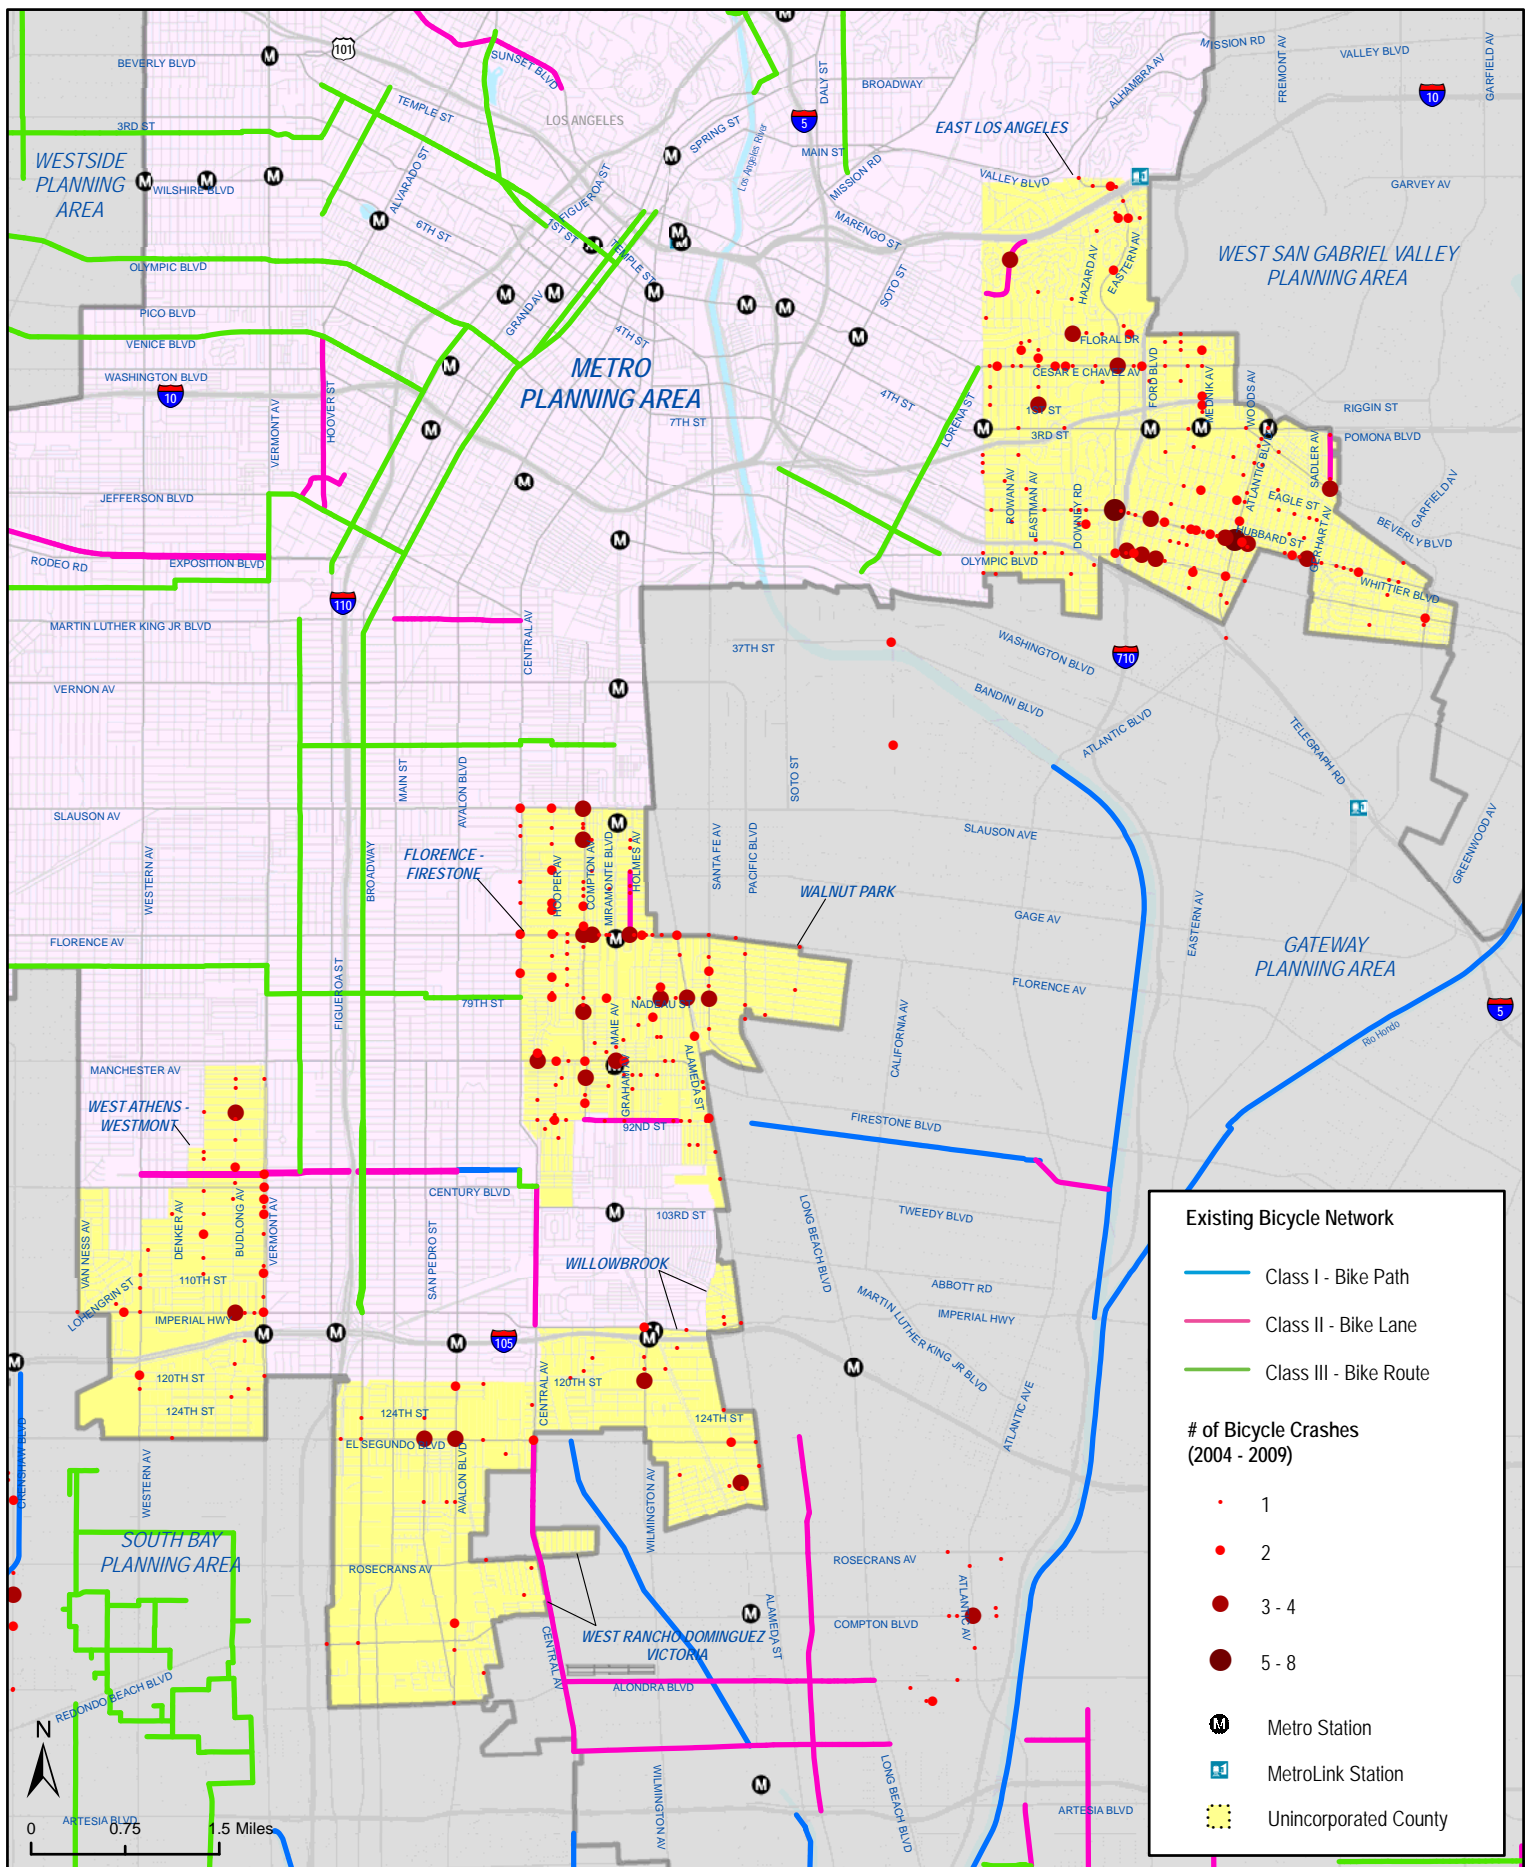 BEVERLY BLVD
101
SUNSET BLVD
TEMPLE ST
LOS ANGELES
3RD ST
WESTSIDE
PLANNING
AREA
WILSHIRE BLVD
ALVARADO ST
6TH ST
FIGUEROA ST
1ST ST
TEMPLE ST
SPRING ST
Los Angeles River
5
DALY ST
BROADWAY
MAIN ST
MISSION RD
MARENGO ST
SOTO ST
ALHAMBRA AV
MISSION RD
FREMONT AV
VALLEY BLVD
GARFIELD AV
10
EAST LOS ANGELES
VALLEY BLVD
GARVEY AV
HAZARD AV
EASTERN AV
WEST SAN GABRIEL VALLEY
PLANNING AREA
OLYMPIC BLVD
PICO BLVD
VENICE BLVD
WASHINGTON BLVD
10
GRAND AV
4TH ST
METRO
PLANNING AREA
7TH ST
4TH ST
LORENA ST
FLORAL DR
CESAR E CHAVEZ AV
FORD BLVD
MEDNIK AV
WOODS AV
1ST ST
3RD ST
RIGGIN ST
POMONA BLVD
HOOVER ST
VERMONT AV
JEFFERSON BLVD
RODEO RD
EXPOSITION BLVD
ROWAN AV
EASTMAN AV
DOWNEY RD
ATLANTIC BLVD
SADLER AV
EAGLE ST
HUBBARD ST
GERHART AV
GARFIELD AV
BEVERLY BLVD
OLYMPIC BLVD
WHITTIER BLVD
110
MARTIN LUTHER KING JR BLVD
CENTRAL AV
37TH ST
WASHINGTON BLVD
710
BANDINI BLVD
ATLANTIC BLVD
TELEGRAPH RD
VERNON AV
MAIN ST
AVALON BLVD
SOTO ST
SLAUSON AV
SLAUSON AVE
GREENWOOD AV
WESTERN AV
BROADWAY
FLORENCE -
FIRESTONE
HOOPER AV
COMPTON AV
MIRAMONTE BLVD
HOLMES AV
SANTA FE AV
PACIFIC BLVD
WALNUT PARK
GAGE AV
EASTERN AV
FLORENCE AV
GATEWAY
PLANNING AREA
FLORENCE AV
FIGUEROA ST
79TH ST
NADEAU ST
MAIE AV
GRAHAM AV
ALAMEDA ST
CALIFORNIA AV
5
Rio Hondo
MANCHESTER AV
WEST ATHENS -
WESTMONT
92ND ST
FIRESTONE BLVD
CENTURY BLVD
103RD ST
TWEEDY BLVD
LONG BEACH BLVD
VAN NESS AV
DENKER AV
BUDLONG AV
VERMONT AV
SAN PEDRO ST
WILLOWBROOK
110TH ST
LOHENGRIN ST
IMPERIAL HWY
ABBOTT RD
IMPERIAL HWY
MARTIN LUTHER KING JR BLVD
105
120TH ST
124TH ST
CENTRAL AV
120TH ST
124TH ST
124TH ST
EL SEGUNDO BLVD
AVALON BLVD
ATLANTIC AVE
CRENSHAW BLVD
WESTERN AV
WILMINGTON AV
SOUTH BAY
PLANNING AREA
ROSECRANS AV
ROSECRANS AV
ATLANTIC AV
COMPTON BLVD
ALAMEDA ST
WEST RANCHO DOMINGUEZ -
VICTORIA
CENTRAL AV
ALONDRA BLVD
REDONDO BEACH BLVD
N
ARTESIA BLVD
0
0.75
1.5 Miles
WILMINGTON AV
LONG BEACH BLVD
ARTESIA BLVD
Existing Bicycle Network
Class I - Bike Path
Class II - Bike Lane
Class III - Bike Route
# of Bicycle Crashes
(2004 - 2009)
1
2
3 - 4
5 - 8
M Metro Station
MetroLink Station
Unincorporated County